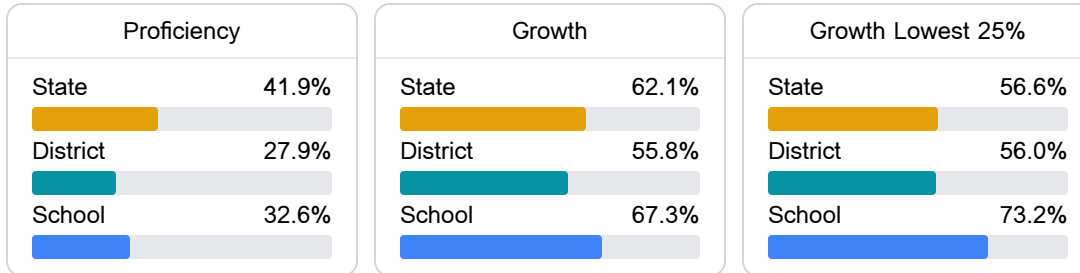 Proficiency
State 41.9%
District 27.9%
School 32.6%
Growth
State 62.1%
District 55.8%
School 67.3%
Growth Lowest 25%
State 56.6%
District 56.0%
School 73.2%